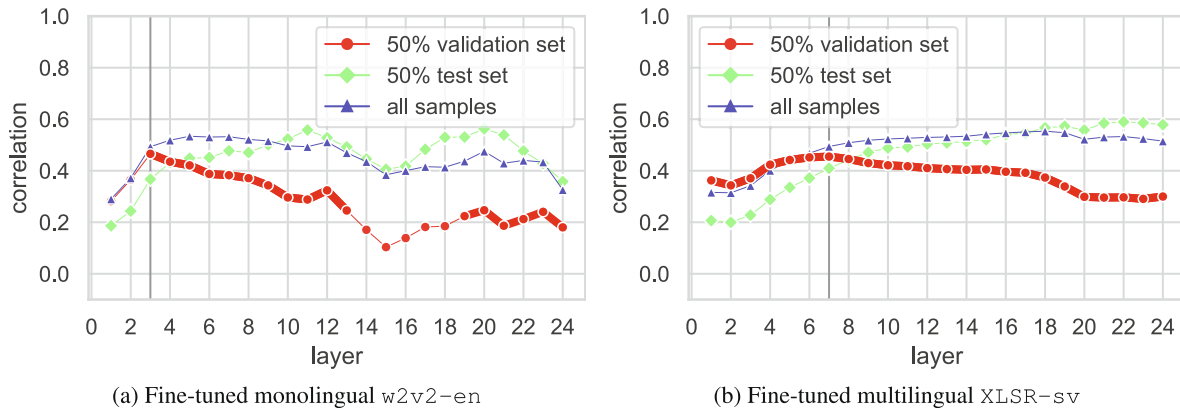 1.0
0.8
0.6
0.4
0.2
0.0
correlation
50% validation set
50% test set
all samples
0 2 4 6 8 10 12 14 16 18 20 22 24
layer
(a) Fine-tuned monolingual w2v2-en
1.0
0.8
0.6
0.4
0.2
0.0
correlation
50% validation set
50% test set
all samples
0 2 4 6 8 10 12 14 16 18 20 22 24
layer
(b) Fine-tuned multilingual XLSR-sv